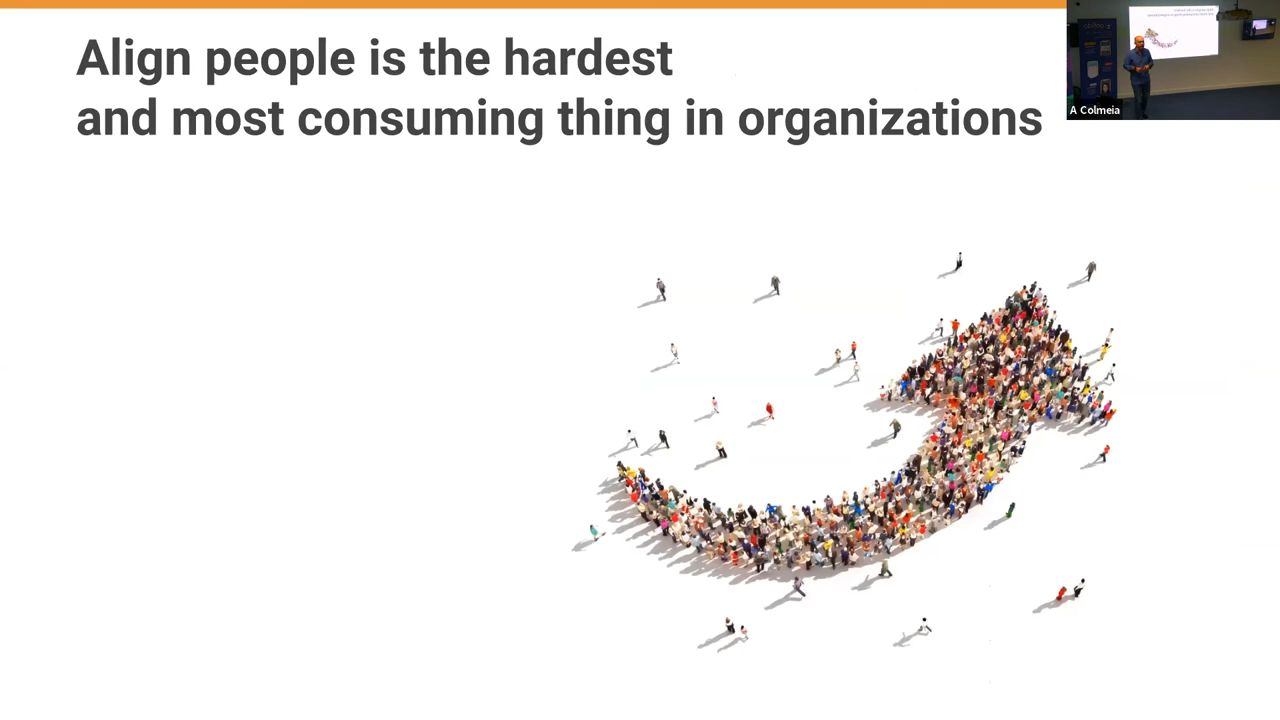 Align people is the hardest
and most consuming thing in organizations
A Colmeia